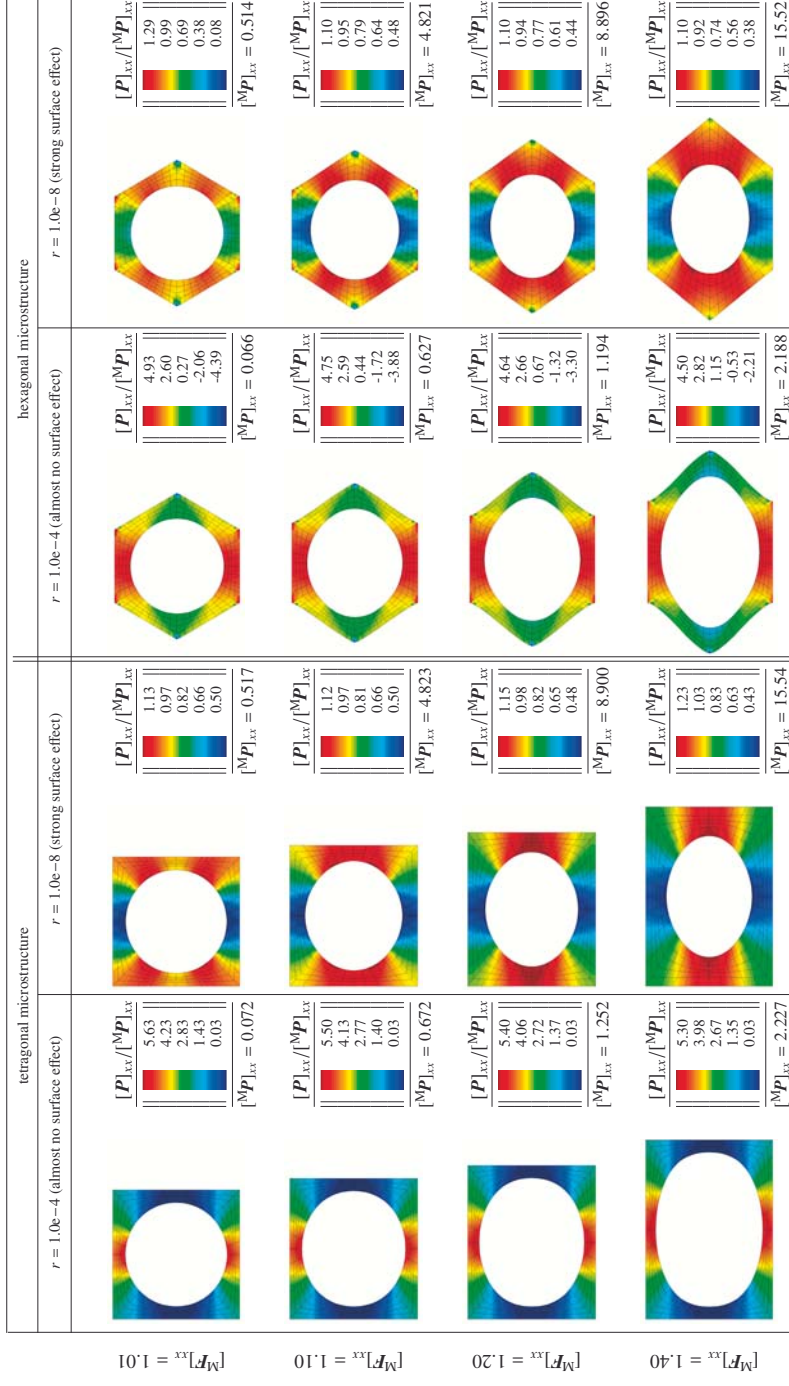 tetragonal microstructure
hexagonal microstructure
r = 1.0e−4 (almost no surface effect)
r = 1.0e−8 (strong surface effect)
r = 1.0e−4 (almost no surface effect)
r = 1.0e−8 (strong surface effect)
[ᴹF]xx = 1.01
[P]xx/[ᴹP]xx
5.63
4.23
2.83
1.43
0.03
[ᴹP]xx = 0.072
[P]xx/[ᴹP]xx
1.13
0.97
0.82
0.66
0.50
[ᴹP]xx = 0.517
[P]xx/[ᴹP]xx
4.93
2.60
0.27
-2.06
-4.39
[ᴹP]xx = 0.066
[P]xx/[ᴹP]xx
1.29
0.99
0.69
0.38
0.08
[ᴹP]xx = 0.514
[ᴹF]xx = 1.10
[P]xx/[ᴹP]xx
5.50
4.13
2.77
1.40
0.03
[ᴹP]xx = 0.672
[P]xx/[ᴹP]xx
1.12
0.97
0.81
0.66
0.50
[ᴹP]xx = 4.823
[P]xx/[ᴹP]xx
4.75
2.59
0.44
-1.72
-3.88
[ᴹP]xx = 0.627
[P]xx/[ᴹP]xx
1.10
0.95
0.79
0.64
0.48
[ᴹP]xx = 4.821
[ᴹF]xx = 1.20
[P]xx/[ᴹP]xx
5.40
4.06
2.72
1.37
0.03
[ᴹP]xx = 1.252
[P]xx/[ᴹP]xx
1.15
0.98
0.82
0.65
0.48
[ᴹP]xx = 8.900
[P]xx/[ᴹP]xx
4.64
2.66
0.67
-1.32
-3.30
[ᴹP]xx = 1.194
[P]xx/[ᴹP]xx
1.10
0.94
0.77
0.61
0.44
[ᴹP]xx = 8.896
[ᴹF]xx = 1.40
[P]xx/[ᴹP]xx
5.30
3.98
2.67
1.35
0.03
[ᴹP]xx = 2.227
[P]xx/[ᴹP]xx
1.23
1.03
0.83
0.63
0.43
[ᴹP]xx = 15.54
[P]xx/[ᴹP]xx
4.50
2.82
1.15
-0.53
-2.21
[ᴹP]xx = 2.188
[P]xx/[ᴹP]xx
1.10
0.92
0.74
0.56
0.38
[ᴹP]xx = 15.52